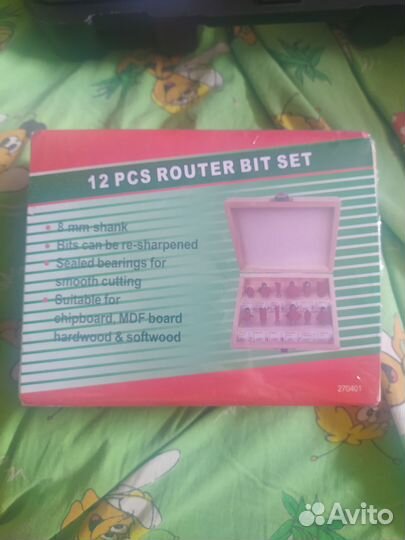 12 PCS ROUTER BIT SET
• 8 mm shank
• Bits can be re-sharpened
• Sealed bearings for
smooth cutting
• Suitable for
chipboard, MDF board
hardwood & softwood
270401
Avito